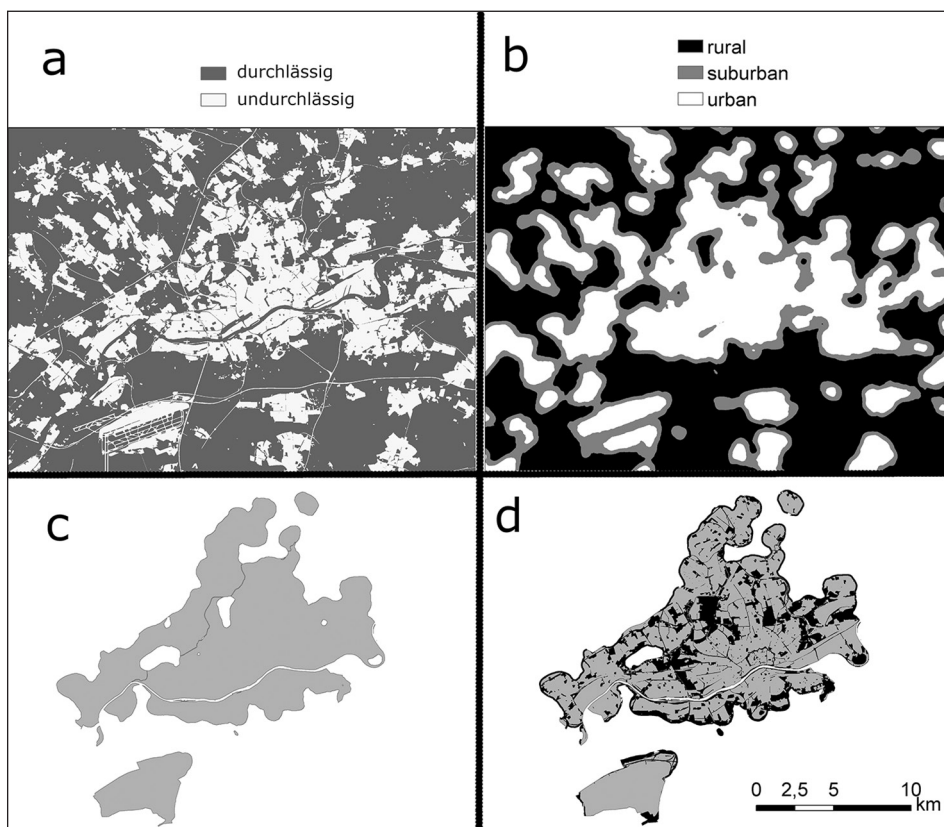 a
durchlässig
undurchlässig
b
rural
suburban
urban
c
d
0 2,5 5 10
km